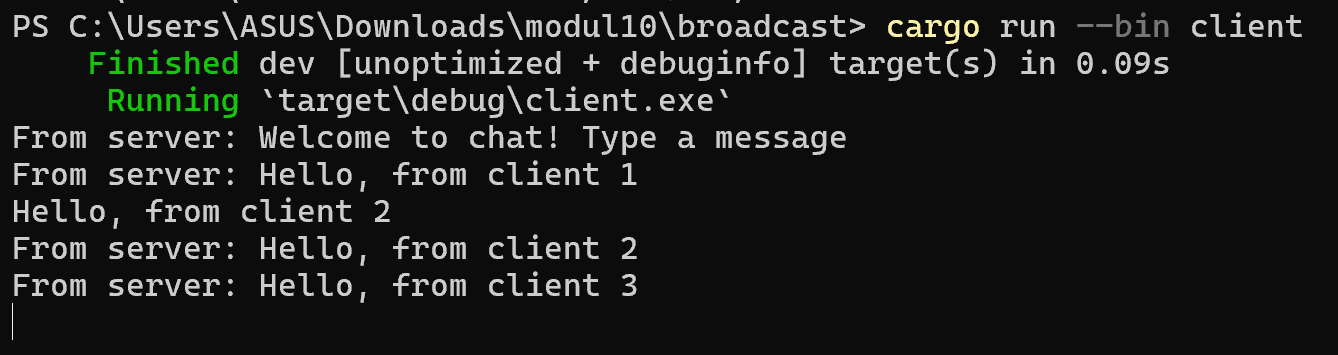 PS C:\Users\ASUS\Downloads\modul10\broadcast> cargo run --bin client
    Finished dev [unoptimized + debuginfo] target(s) in 0.09s
     Running `target\debug\client.exe`
From server: Welcome to chat! Type a message
From server: Hello, from client 1
Hello, from client 2
From server: Hello, from client 2
From server: Hello, from client 3